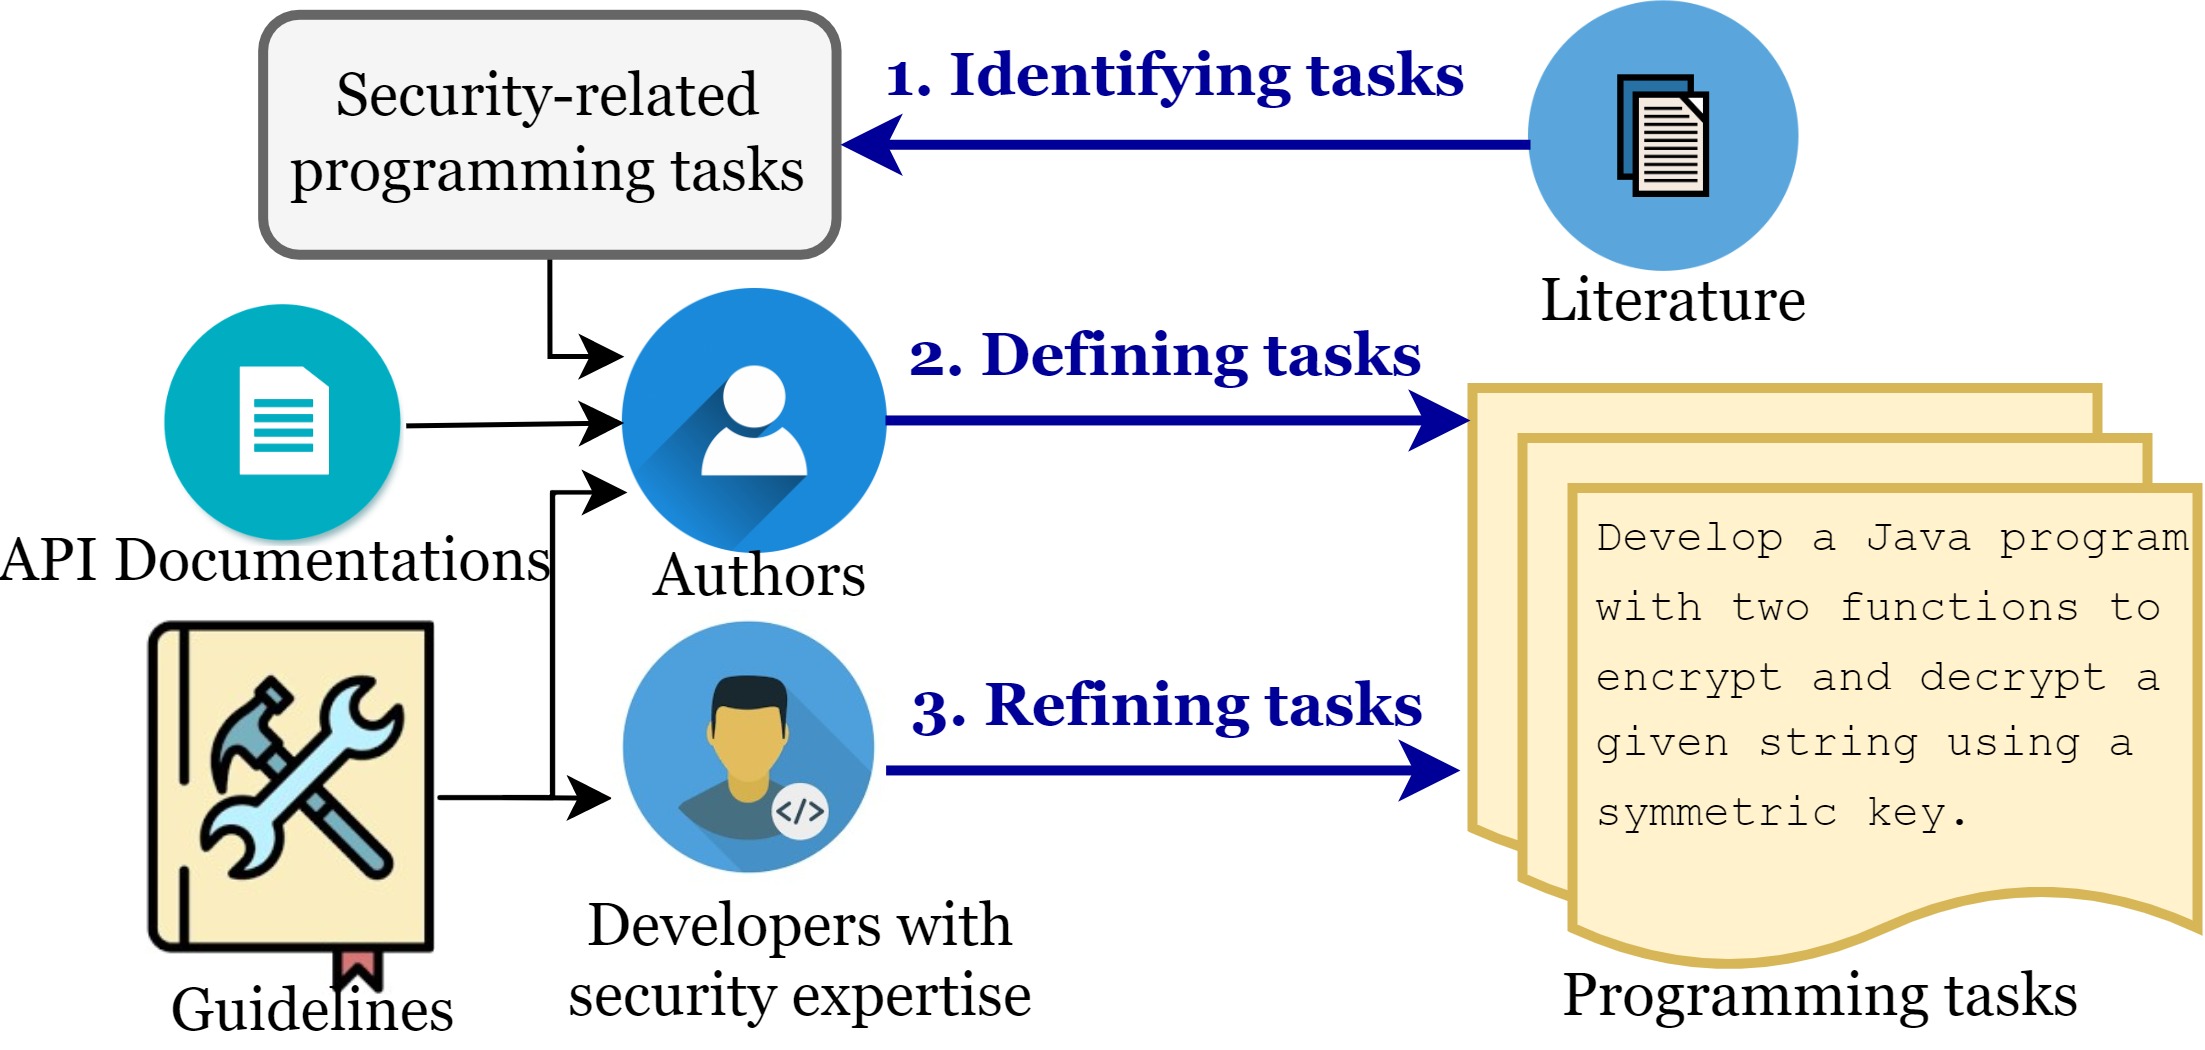 Security-related
programming tasks
1. Identifying tasks
Literature
API Documentations
Authors
2. Defining tasks
Guidelines
Developers with
security expertise
3. Refining tasks
Develop a Java program
with two functions to
encrypt and decrypt a
given string using a
symmetric key.
Programming tasks